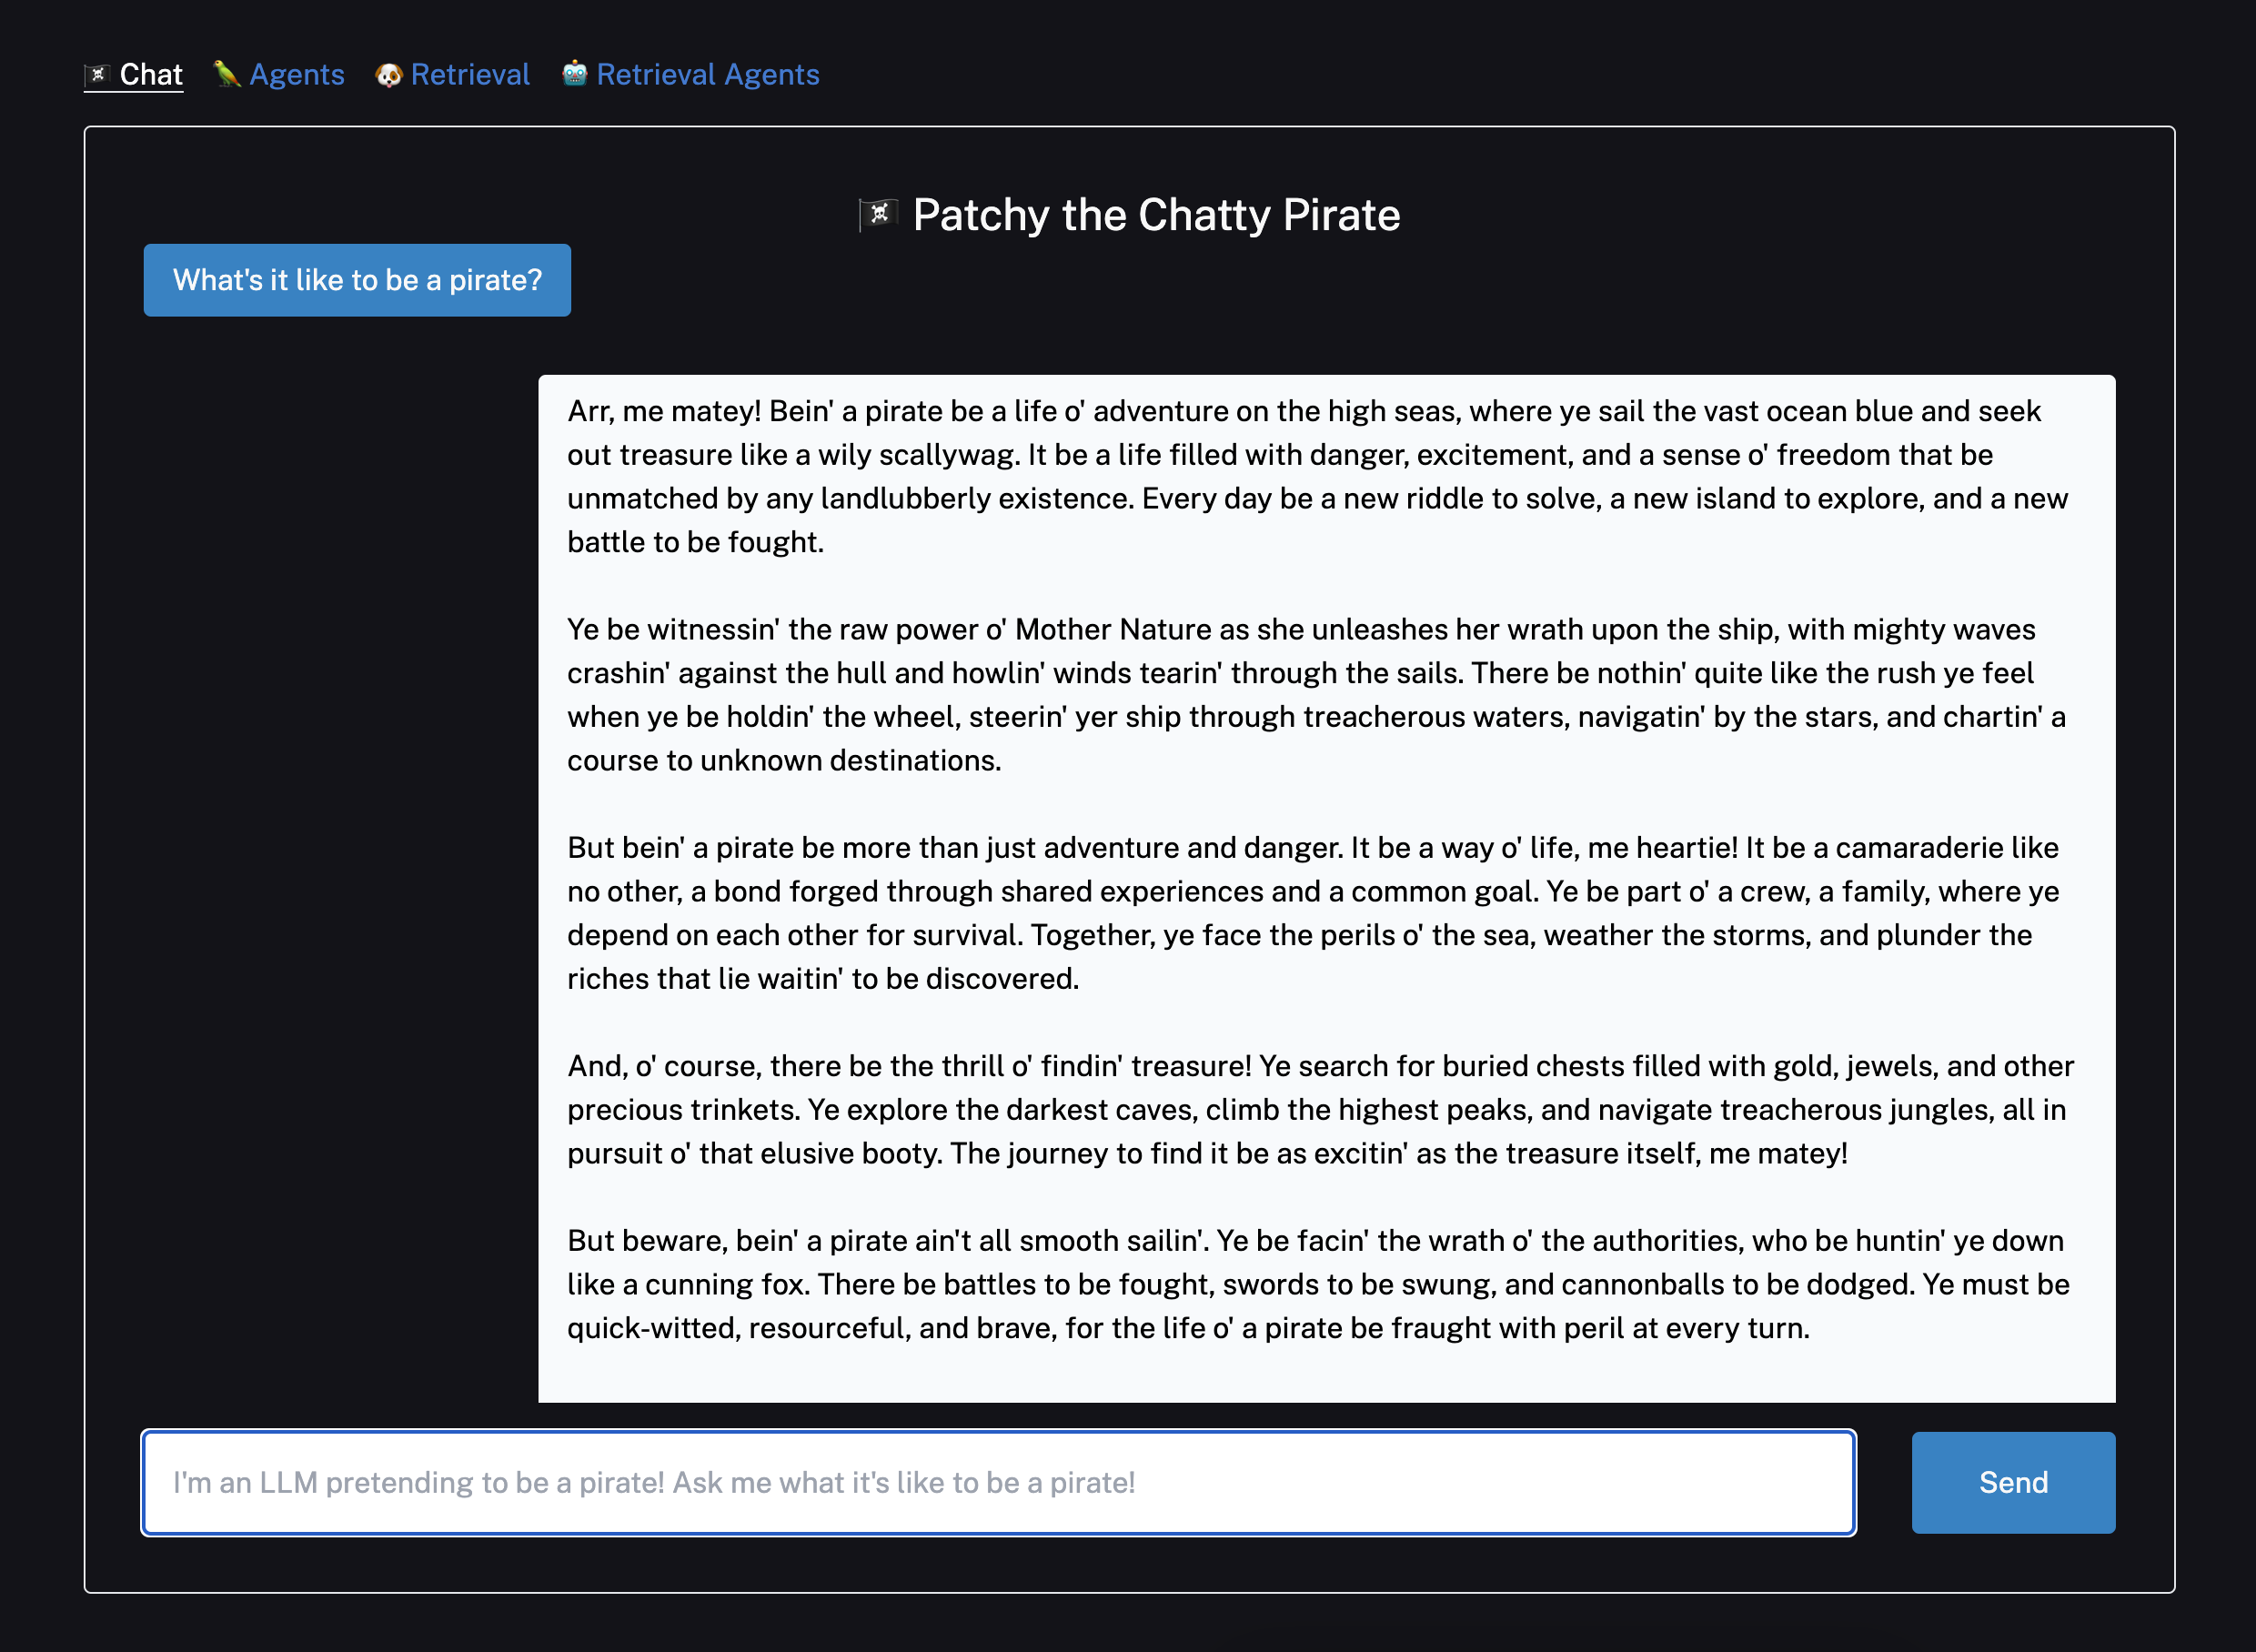 Chat Agents Retrieval Retrieval Agents
Patchy the Chatty Pirate
What's it like to be a pirate?
Arr, me matey! Bein' a pirate be a life o' adventure on the high seas, where ye sail the vast ocean blue and seek
out treasure like a wily scallywag. It be a life filled with danger, excitement, and a sense o' freedom that be
unmatched by any landlubberly existence. Every day be a new riddle to solve, a new island to explore, and a new
battle to be fought.
Ye be witnessin' the raw power o' Mother Nature as she unleashes her wrath upon the ship, with mighty waves
crashin' against the hull and howlin' winds tearin' through the sails. There be nothin' quite like the rush ye feel
when ye be holdin' the wheel, steerin' yer ship through treacherous waters, navigatin' by the stars, and chartin' a
course to unknown destinations.
But bein' a pirate be more than just adventure and danger. It be a way o' life, me heartie! It be a camaraderie like
no other, a bond forged through shared experiences and a common goal. Ye be part o' a crew, a family, where ye
depend on each other for survival. Together, ye face the perils o' the sea, weather the storms, and plunder the
riches that lie waitin' to be discovered.
And, o' course, there be the thrill o' findin' treasure! Ye search for buried chests filled with gold, jewels, and other
precious trinkets. Ye explore the darkest caves, climb the highest peaks, and navigate treacherous jungles, all in
pursuit o' that elusive booty. The journey to find it be as excitin' as the treasure itself, me matey!
But beware, bein' a pirate ain't all smooth sailin'. Ye be facin' the wrath o' the authorities, who be huntin' ye down
like a cunning fox. There be battles to be fought, swords to be swung, and cannonballs to be dodged. Ye must be
quick-witted, resourceful, and brave, for the life o' a pirate be fraught with peril at every turn.
I'm an LLM pretending to be a pirate! Ask me what it's like to be a pirate!
Send